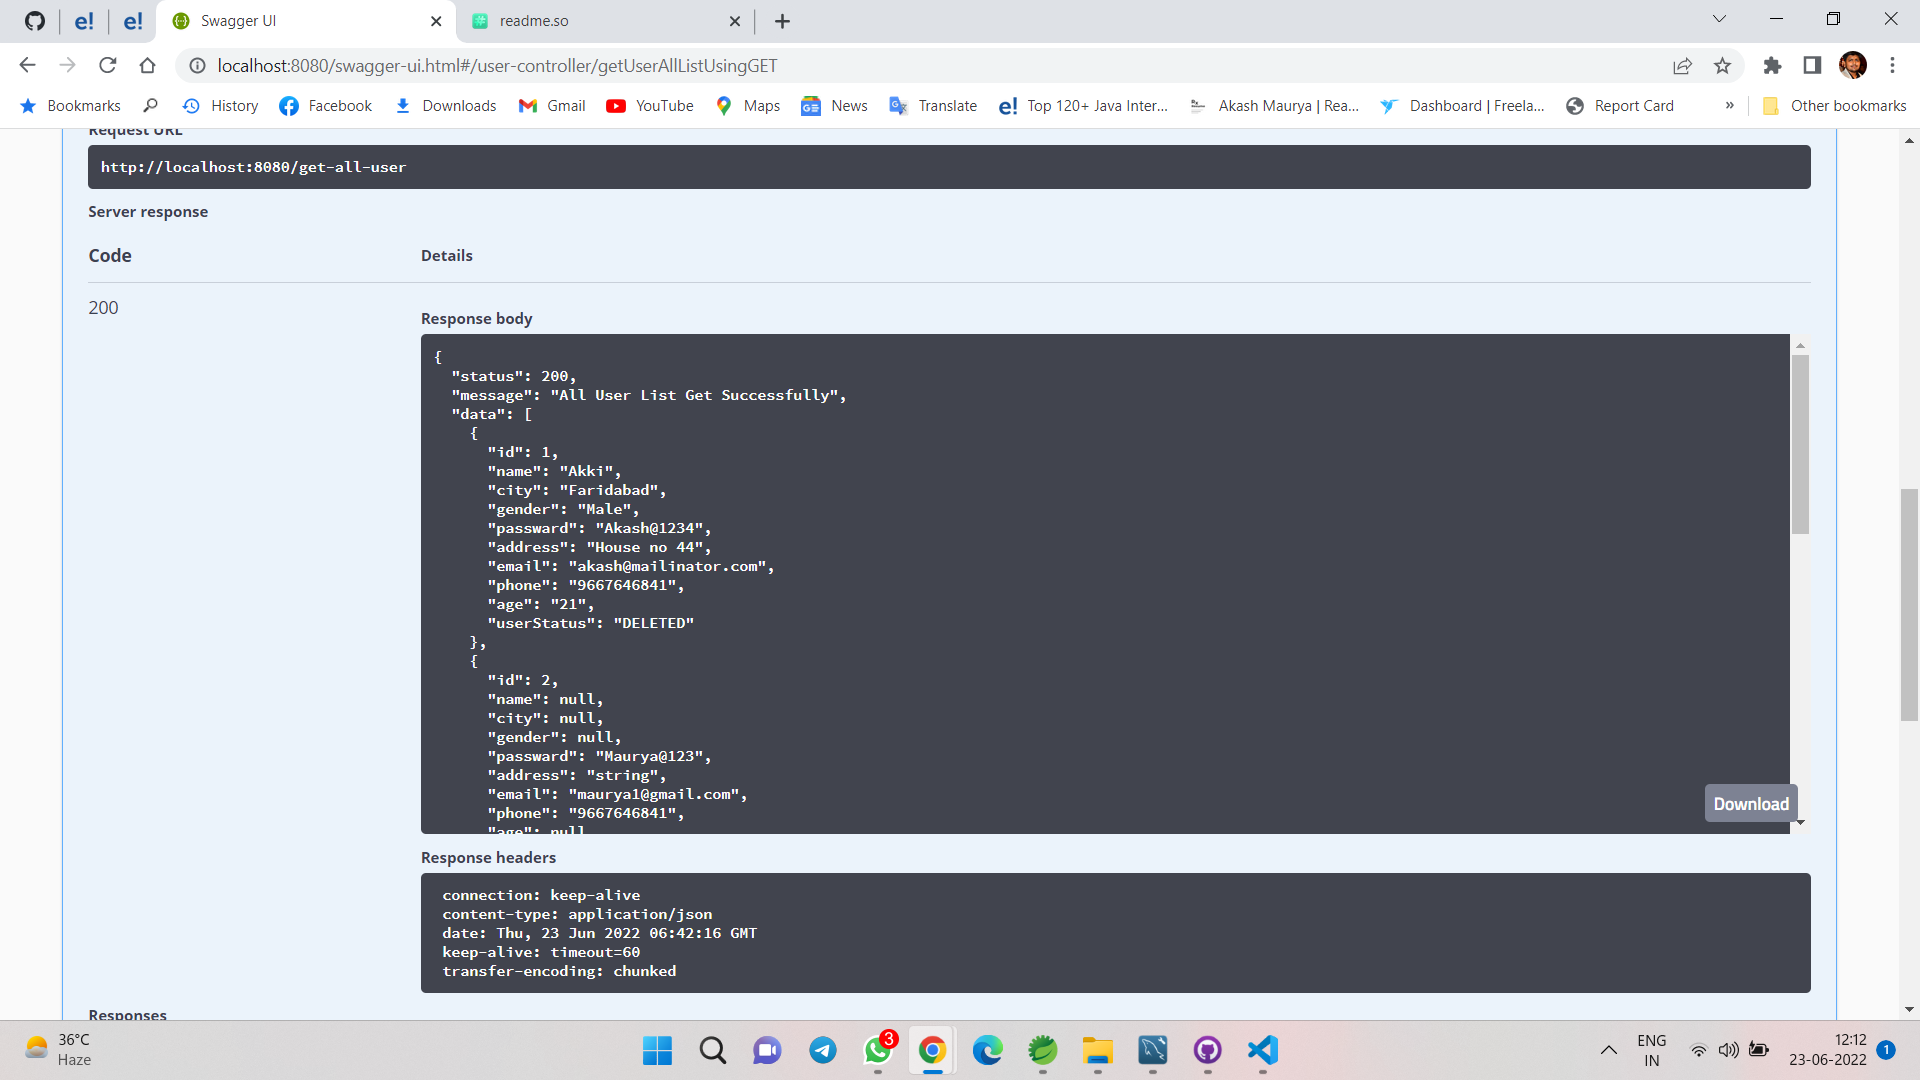 Swagger UI
readme.so
localhost:8080/swagger-ui.html#/user-controller/getUserAllListUsingGET
Bookmarks
History
Facebook
Downloads
Gmail
YouTube
Maps
News
Translate
e! Top 120+ Java Inter...
Akash Maurya | Rea...
Dashboard | Freela...
Report Card
»
Other bookmarks
Request URL
http://localhost:8080/get-all-user
Server response
Code
Details
200
Response body
{
"status": 200,
"message": "All User List Get Successfully",
"data": [
{
"id": 1,
"name": "Akki",
"city": "Faridabad",
"gender": "Male",
"passward": "Akash@1234",
"address": "House no 44",
"email": "akash@mailinator.com",
"phone": "9667646841",
"age": "21",
"userStatus": "DELETED"
},
{
"id": 2,
"name": null,
"city": null,
"gender": null,
"passward": "Maurya@123",
"address": "string",
"email": "maurya1@gmail.com",
"phone": "9667646841",
"age": null
Download
Response headers
connection: keep-alive
content-type: application/json
date: Thu, 23 Jun 2022 06:42:16 GMT
keep-alive: timeout=60
transfer-encoding: chunked
Responses
36°C
Haze
3
ENG
IN
12:12
23-06-2022
1